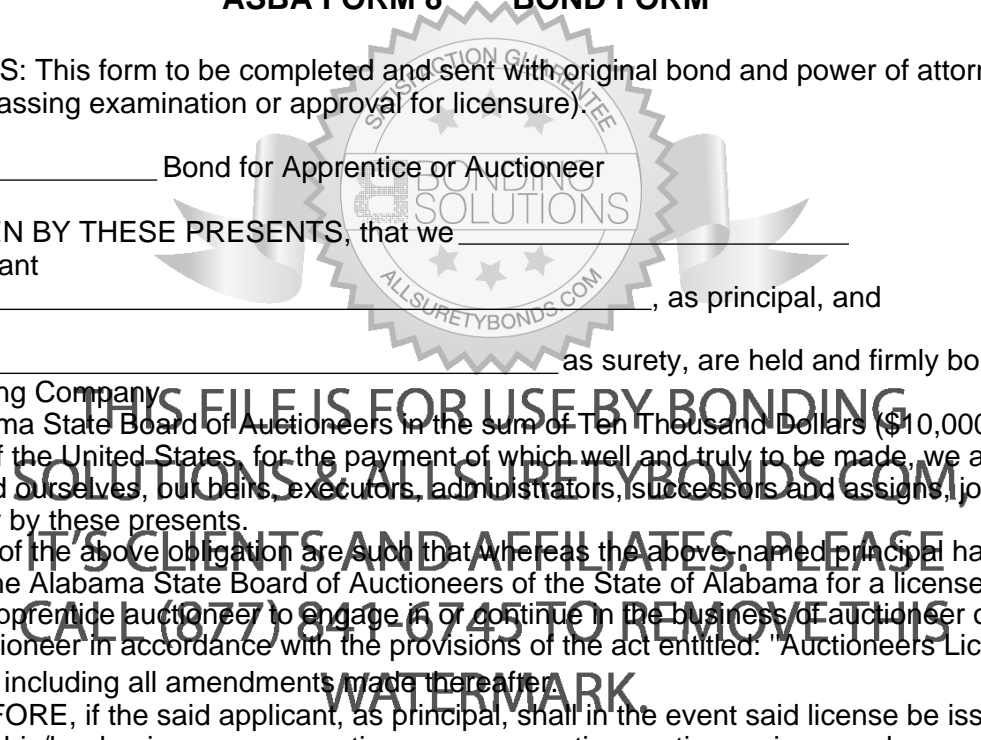 ASBA FORM 8 BOND FORM
S: This form to be completed and sent with original bond and power of attorn
assing examination or approval for licensure).
Bond for Apprentice or Auctioneer
EN BY THESE PRESENTS, that we
ant
, as principal, and
as surety, are held and firmly bo
ng Company
ma State Board of Auctioneers in the sum of Ten Thousand Dollars ($10,000
f the United States, for the payment of which well and truly to be made, we a
d ourselves, our heirs, executors, administrators, successors and assigns, jo
y by these presents.
of the above obligation are such that whereas the above-named principal ha
he Alabama State Board of Auctioneers of the State of Alabama for a license
pprentice auctioneer to engage in or continue in the business of auctioneer o
ioneer in accordance with the provisions of the act entitled: "Auctioneers Lic
including all amendments made thereafter.
FORE, if the said applicant, as principal, shall in the event said license be iss
SATISFACTION GUARENTEE
BONDING
SOLUTIONS
ALLSURETYBONDS.COM
THIS FILE IS FOR USE BY BONDING
SOLUTIONS & ALLSURETYBONDS.COM,
IT'S CLIENTS AND AFFILIATES. PLEASE
CALL (877) 841-6745 TO REMOVE THIS
WATERMARK.